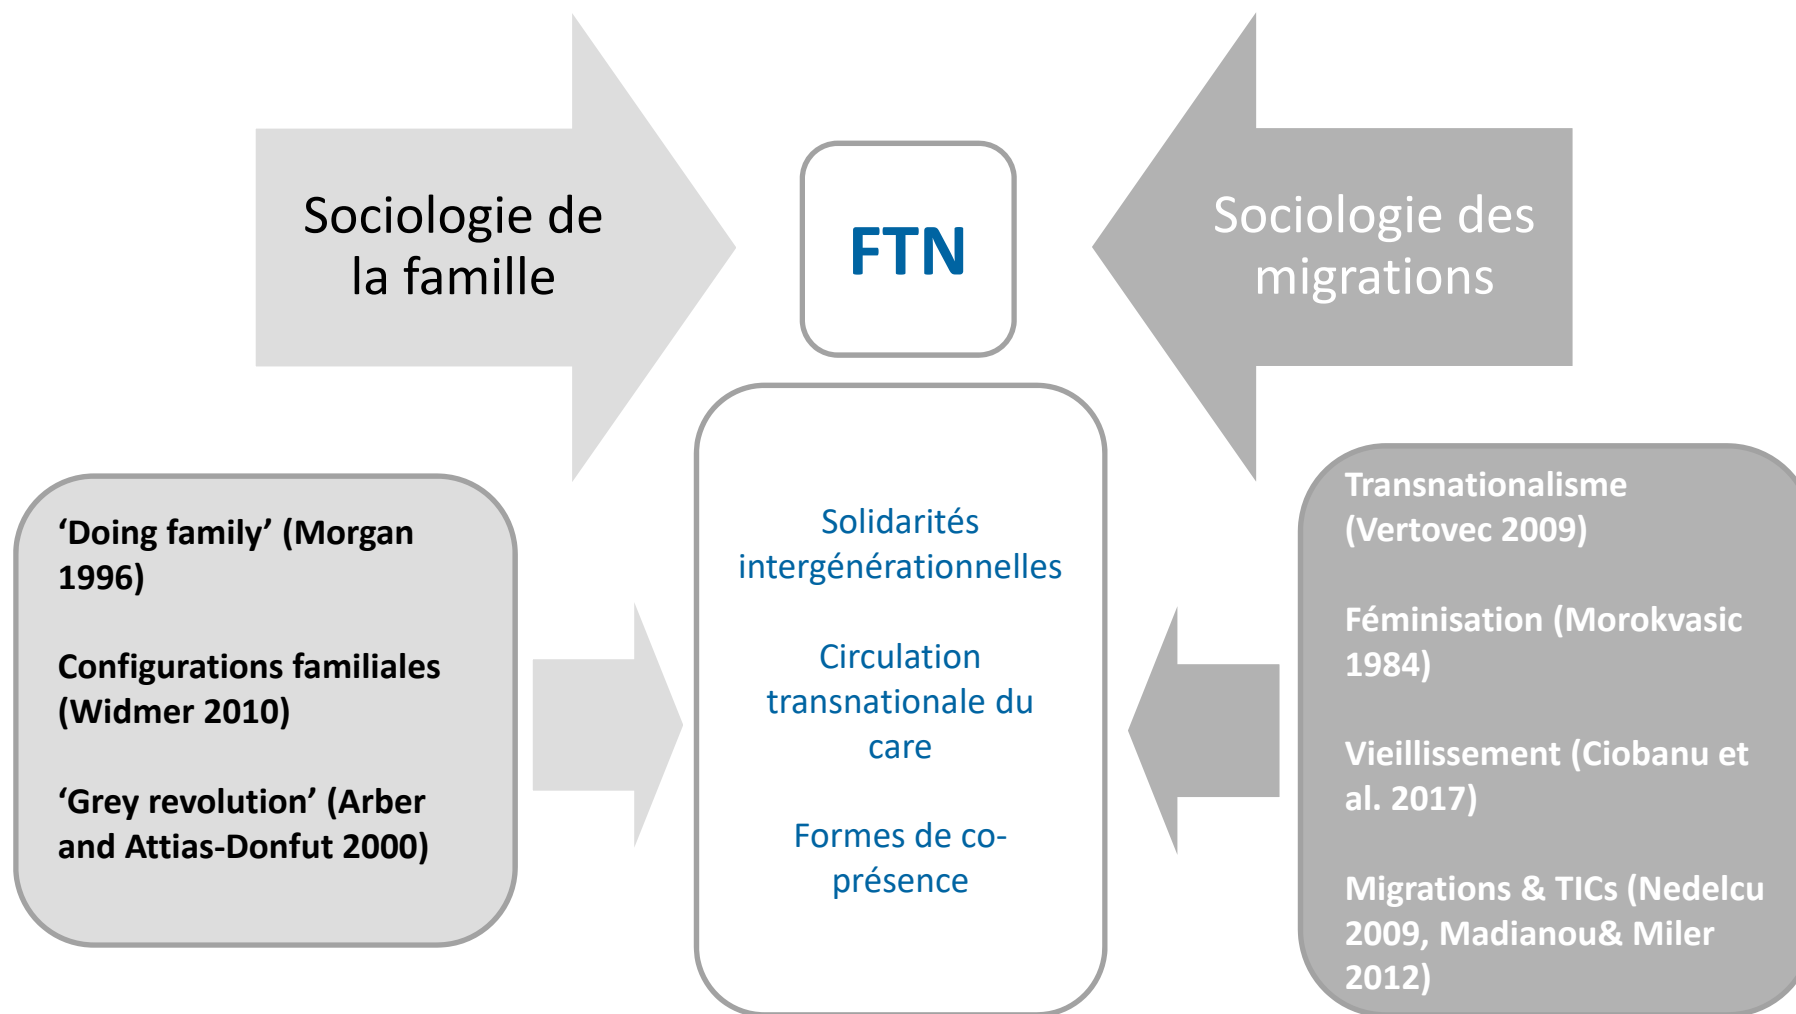 Sociologie de
la famille
FTN
Sociologie des
migrations
‘Doing family’ (Morgan
1996)
Configurations familiales
(Widmer 2010)
‘Grey revolution’ (Arber
and Attias-Donfut 2000)
Solidarités
intergénérationnelles
Circulation
transnationale du
care
Formes de co-
présence
Transnationalisme
(Vertovec 2009)
Féminisation (Morokvasic
1984)
Vieillissement (Ciobanu et
al. 2017)
Migrations & TICs (Nedelcu
2009, Madianou& Miler
2012)